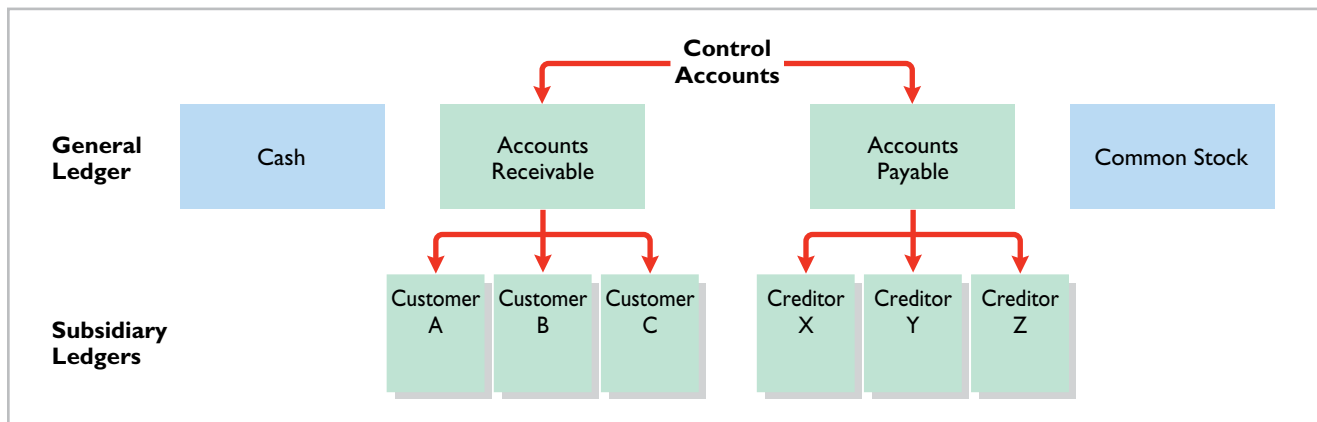 Control
Accounts
General
Ledger
Cash
Accounts
Receivable
Accounts
Payable
Common Stock
Subsidiary
Ledgers
Customer
A
Customer
B
Customer
C
Creditor
X
Creditor
Y
Creditor
Z